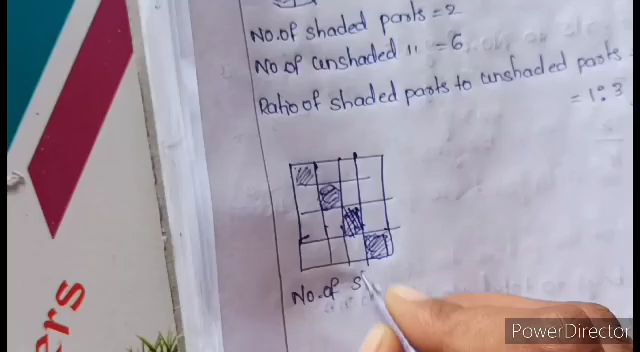 No.of shaded parts = 2
No of unshaded " = 6
Ratio of shaded parts to unshaded parts
= 1:3
No.of s
ers
PowerDirector